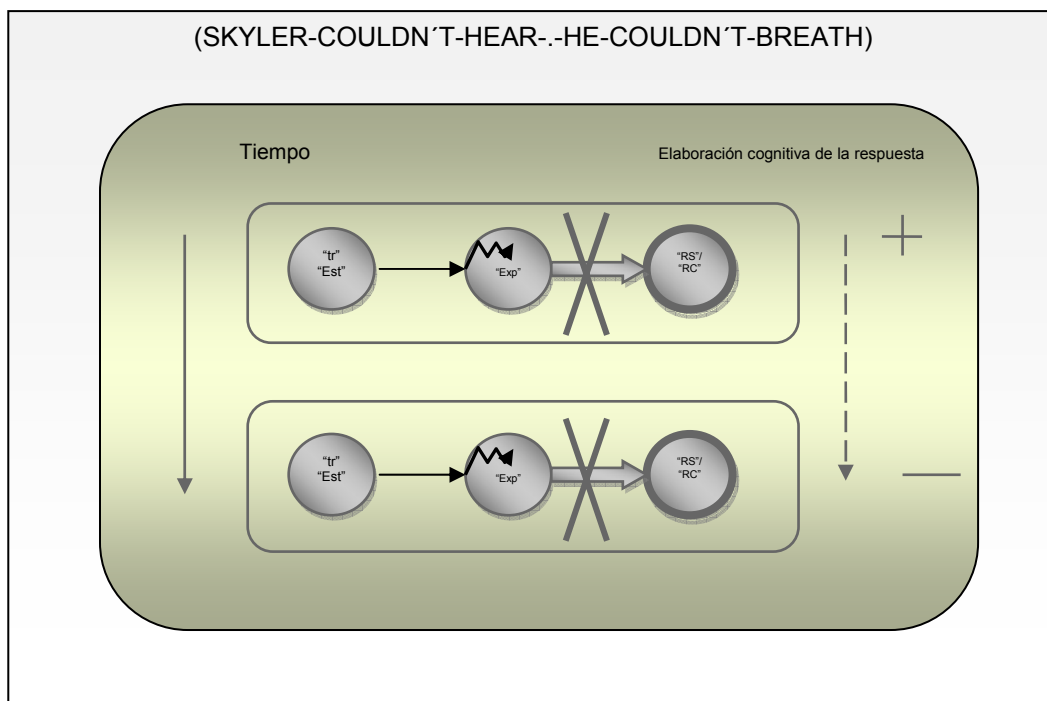 (SKYLER-COULDN´T-HEAR-.-HE-COULDN´T-BREATH)
Tiempo
Elaboración cognitiva de la respuesta
“tr”
“Est”
“Exp”
“RS”/
“RC”
“tr”
“Est”
“Exp”
“RS”/
“RC”